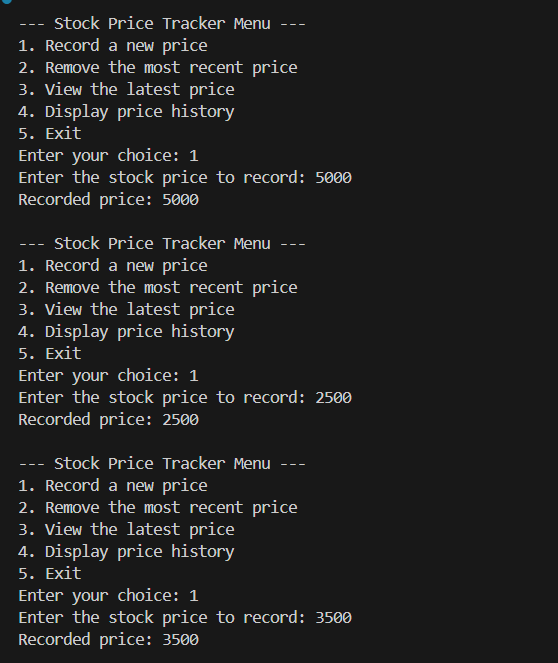 --- Stock Price Tracker Menu ---
1. Record a new price
2. Remove the most recent price
3. View the latest price
4. Display price history
5. Exit
Enter your choice: 1
Enter the stock price to record: 5000
Recorded price: 5000
--- Stock Price Tracker Menu ---
1. Record a new price
2. Remove the most recent price
3. View the latest price
4. Display price history
5. Exit
Enter your choice: 1
Enter the stock price to record: 2500
Recorded price: 2500
--- Stock Price Tracker Menu ---
1. Record a new price
2. Remove the most recent price
3. View the latest price
4. Display price history
5. Exit
Enter your choice: 1
Enter the stock price to record: 3500
Recorded price: 3500